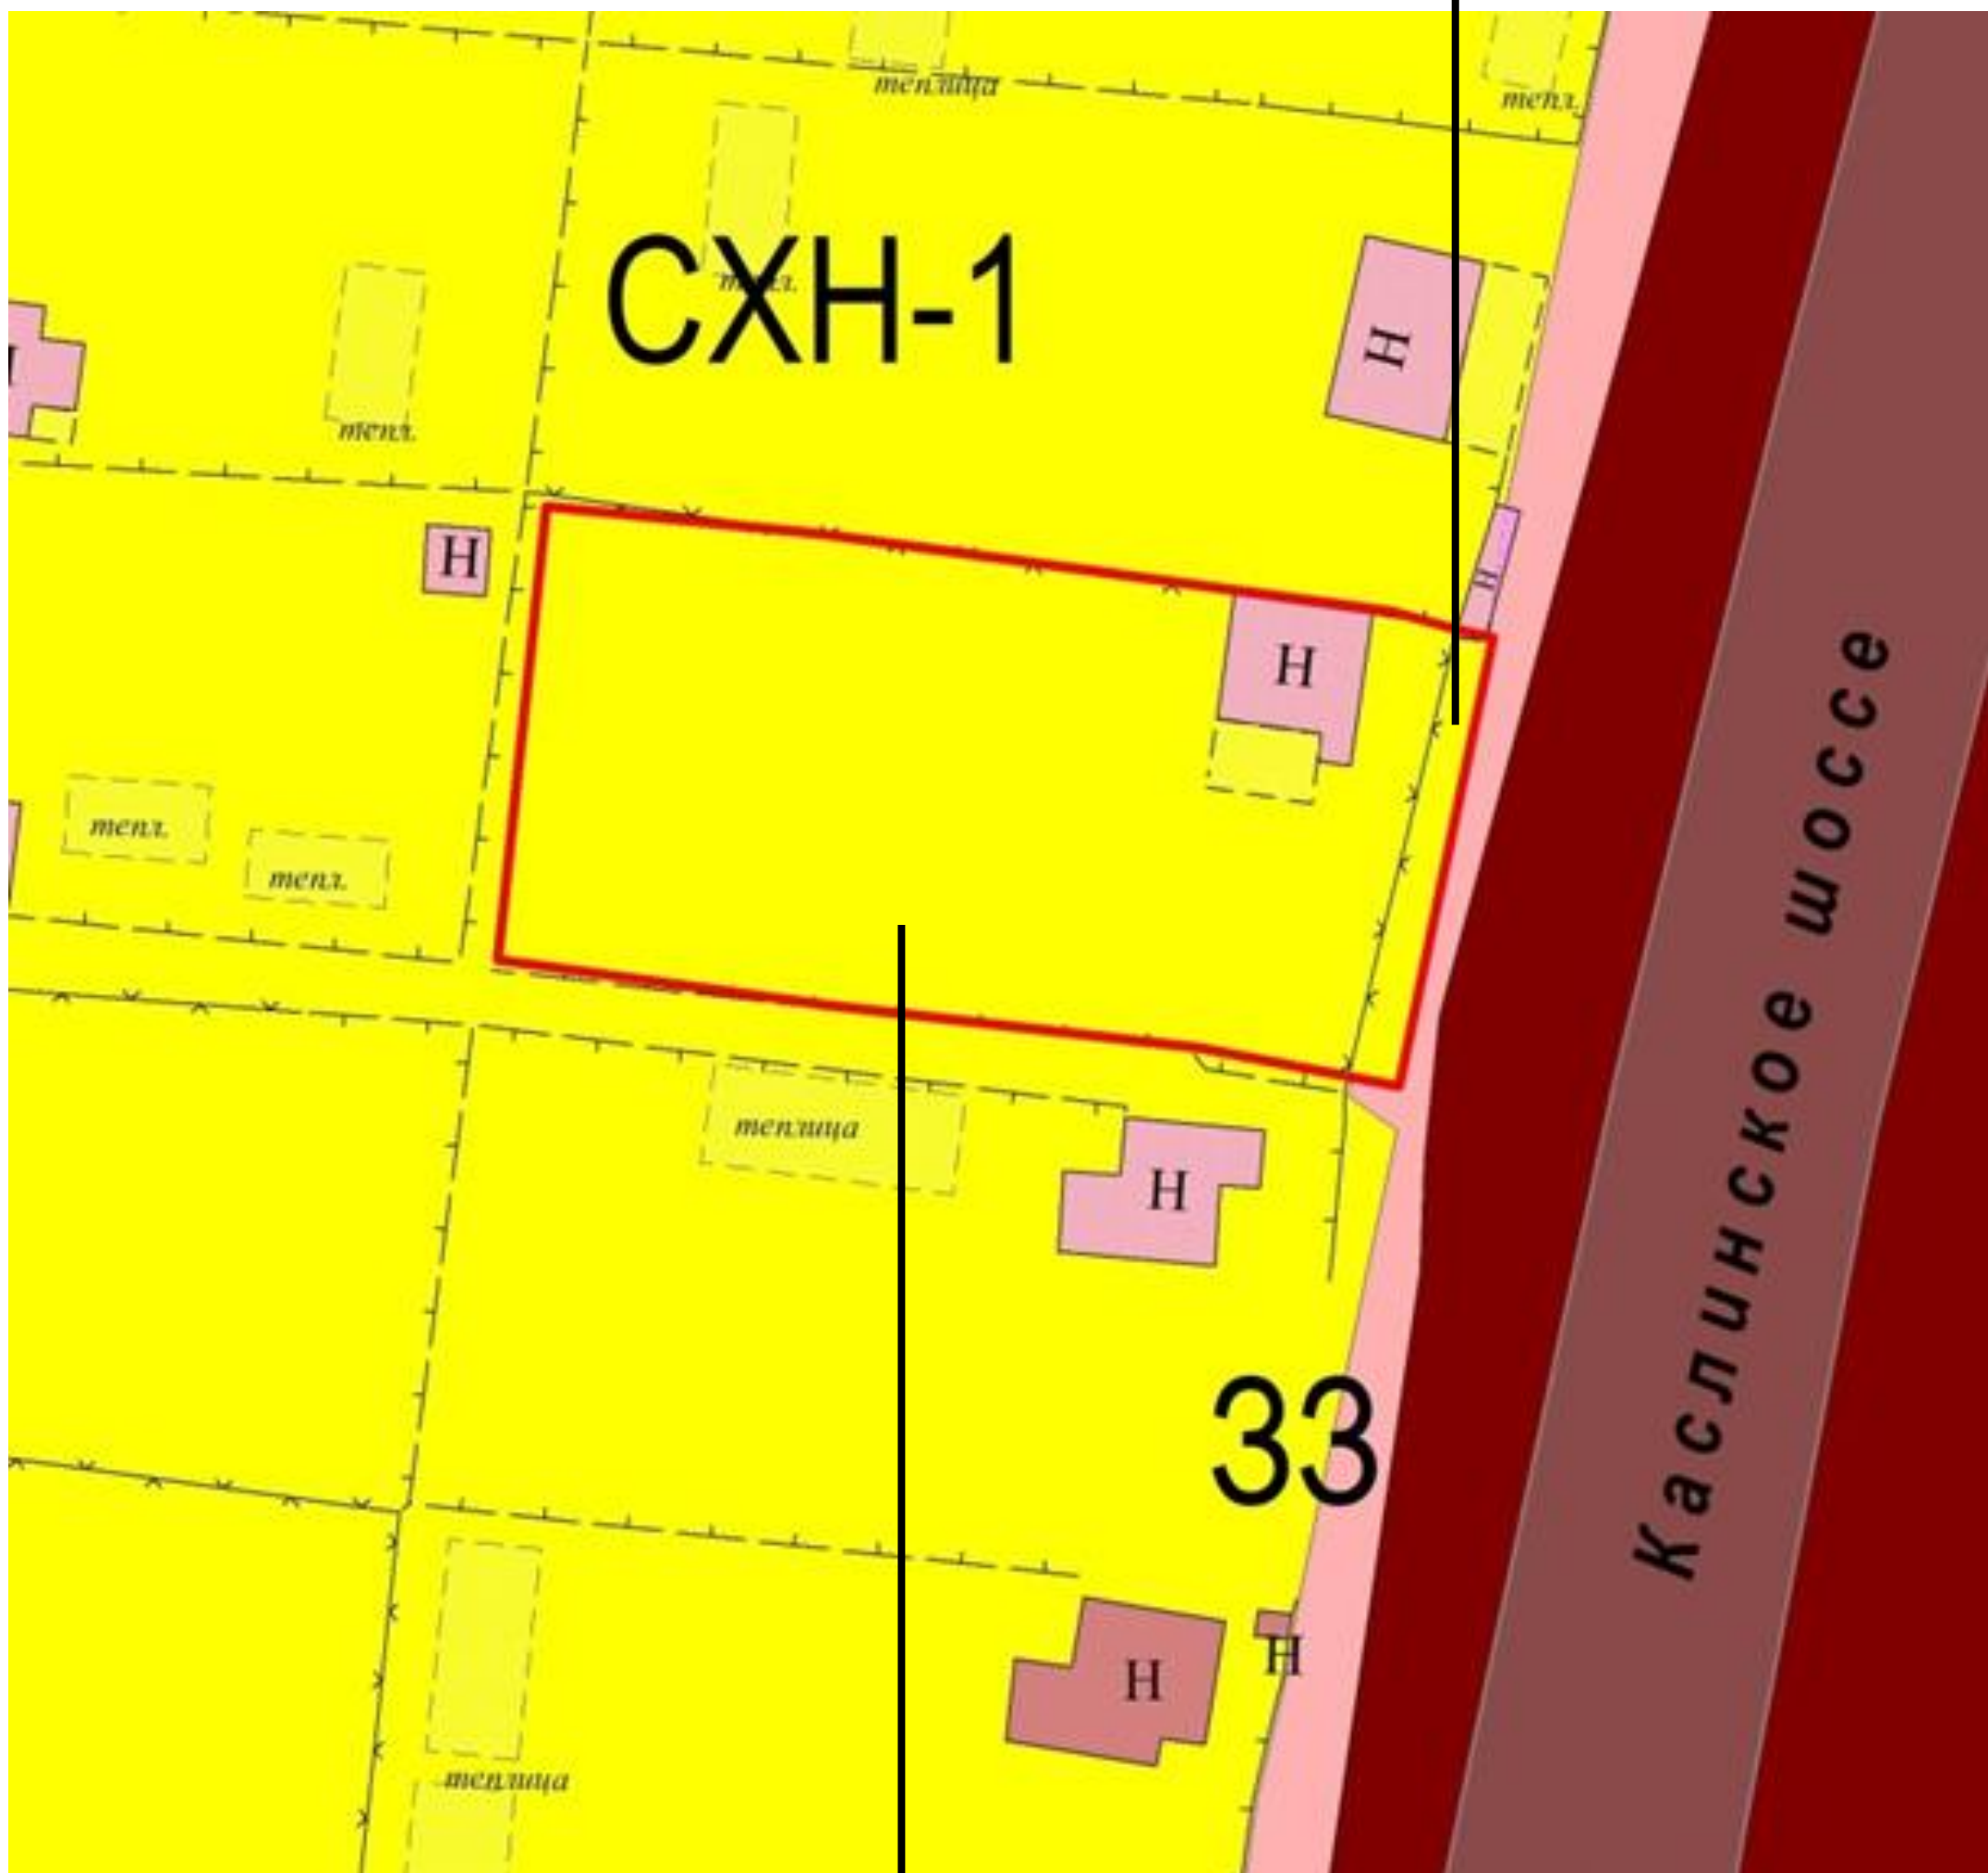 теплица
тепл.
СХН-1
тепл.
Н
тепл.
Н
Н
Н
Каслинское шоссе
тепл.
тепл.
теплица
Н
33
Н
Н
теплица